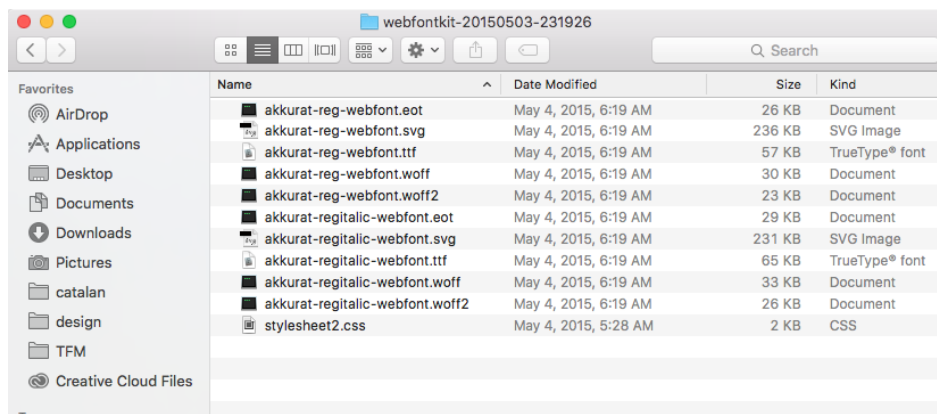 webfontkit-20150503-231926
Search
Favorites
AirDrop
Applications
Desktop
Documents
Downloads
Pictures
catalan
design
TFM
Creative Cloud Files
Name Date Modified Size Kind
akkurat-reg-webfont.eot May 4, 2015, 6:19 AM 26 KB Document
akkurat-reg-webfont.svg May 4, 2015, 6:19 AM 236 KB SVG Image
akkurat-reg-webfont.ttf May 4, 2015, 6:19 AM 57 KB TrueType® font
akkurat-reg-webfont.woff May 4, 2015, 6:19 AM 30 KB Document
akkurat-reg-webfont.woff2 May 4, 2015, 6:19 AM 23 KB Document
akkurat-regitalic-webfont.eot May 4, 2015, 6:19 AM 29 KB Document
akkurat-regitalic-webfont.svg May 4, 2015, 6:19 AM 231 KB SVG Image
akkurat-regitalic-webfont.ttf May 4, 2015, 6:19 AM 65 KB TrueType® font
akkurat-regitalic-webfont.woff May 4, 2015, 6:19 AM 33 KB Document
akkurat-regitalic-webfont.woff2 May 4, 2015, 6:19 AM 26 KB Document
stylesheet2.css May 4, 2015, 5:28 AM 2 KB CSS